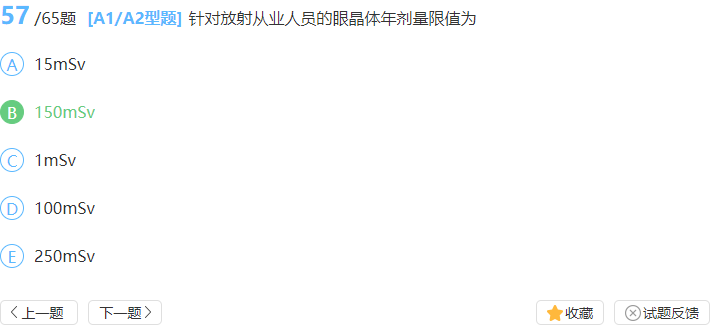 57 /65题 [A1/A2型题] 针对放射从业人员的眼晶体年剂量限值为
A 15mSv
B 150mSv
C 1mSv
D 100mSv
E 250mSv
上一题 下一题 收藏 试题反馈